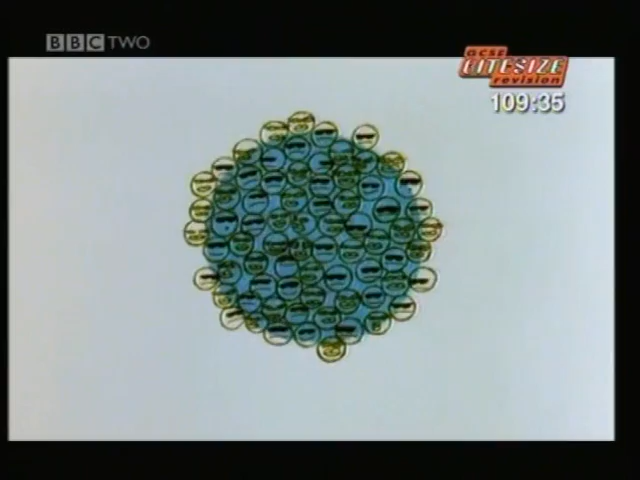 BBC TWO
GCSE
BITESIZE
revision
109:35